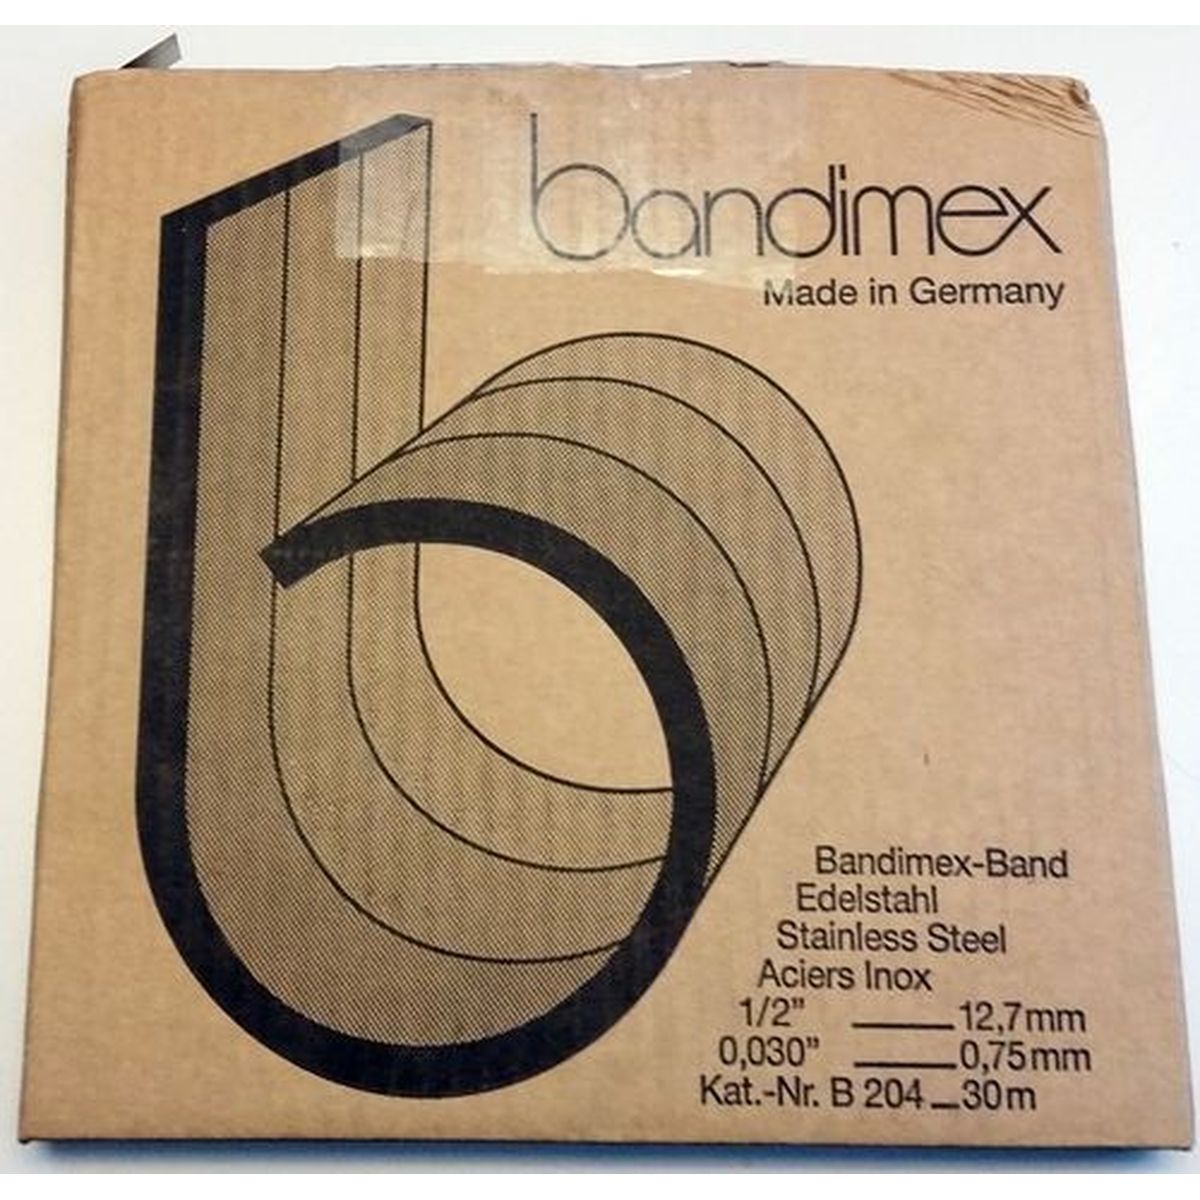 bandimex
Made in Germany
Bandimex-Band
Edelstahl
Stainless Steel
Aciers Inox
1/2” 12,7mm
0,030” 0,75mm
Kat.-Nr. B 204 30m